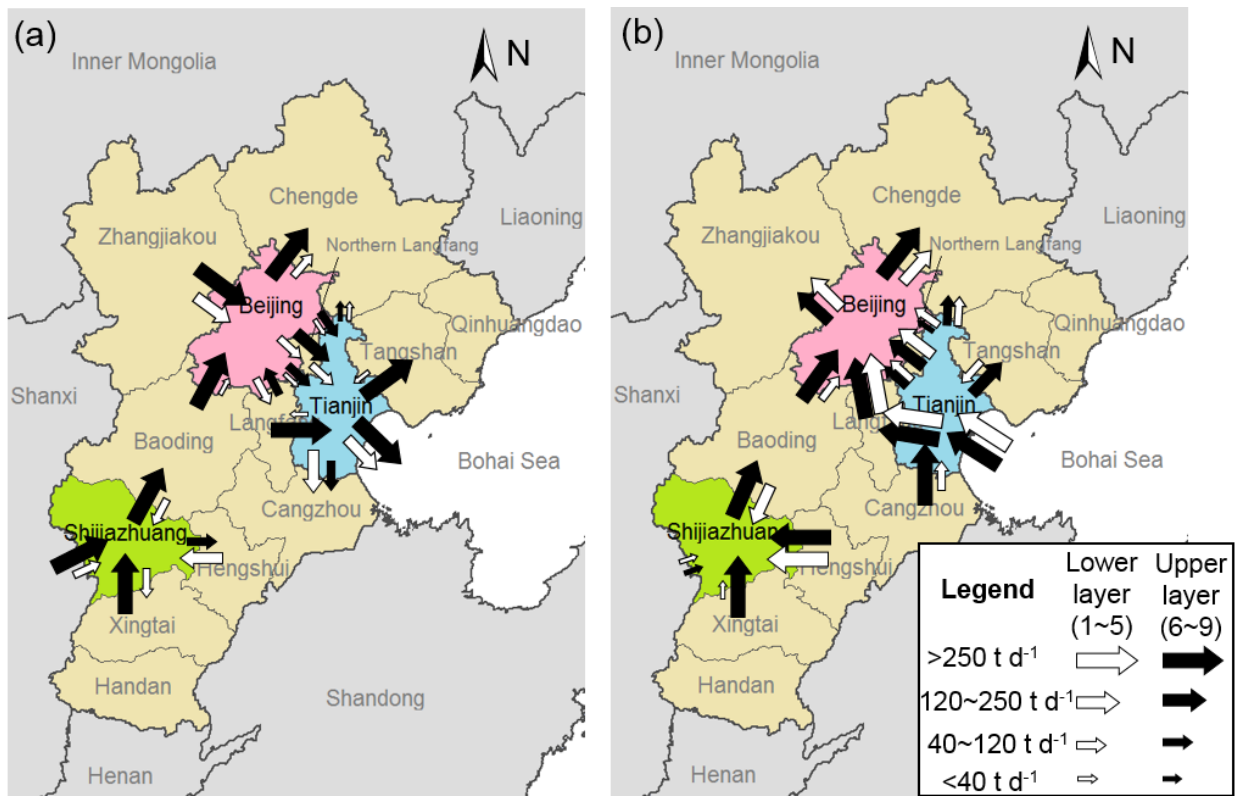 (a)
N
Inner Mongolia
Chengde
Liaoning
Zhangjiakou
Northern Langfang
Beijing
Qinhuangdao
Tangshan
Shanxi
Tianjin
Baoding
Bohai Sea
Cangzhou
Shijiazhuang
Hengshui
Xingtai
Handan
Shandong
Henan
(b)
N
Inner Mongolia
Chengde
Liaoning
Zhangjiakou
Northern Langfang
Beijing
Qinhuangdao
Tangshan
Shanxi
Tianjin
Baoding
Bohai Sea
Cangzhou
Shijiazhuan
Hengshui
Xingtai
Handan
Shandong
Henan
Legend
Lower layer (1~5)
Upper layer (6~9)
>250 t d-1
120~250 t d-1
40~120 t d-1
<40 t d-1